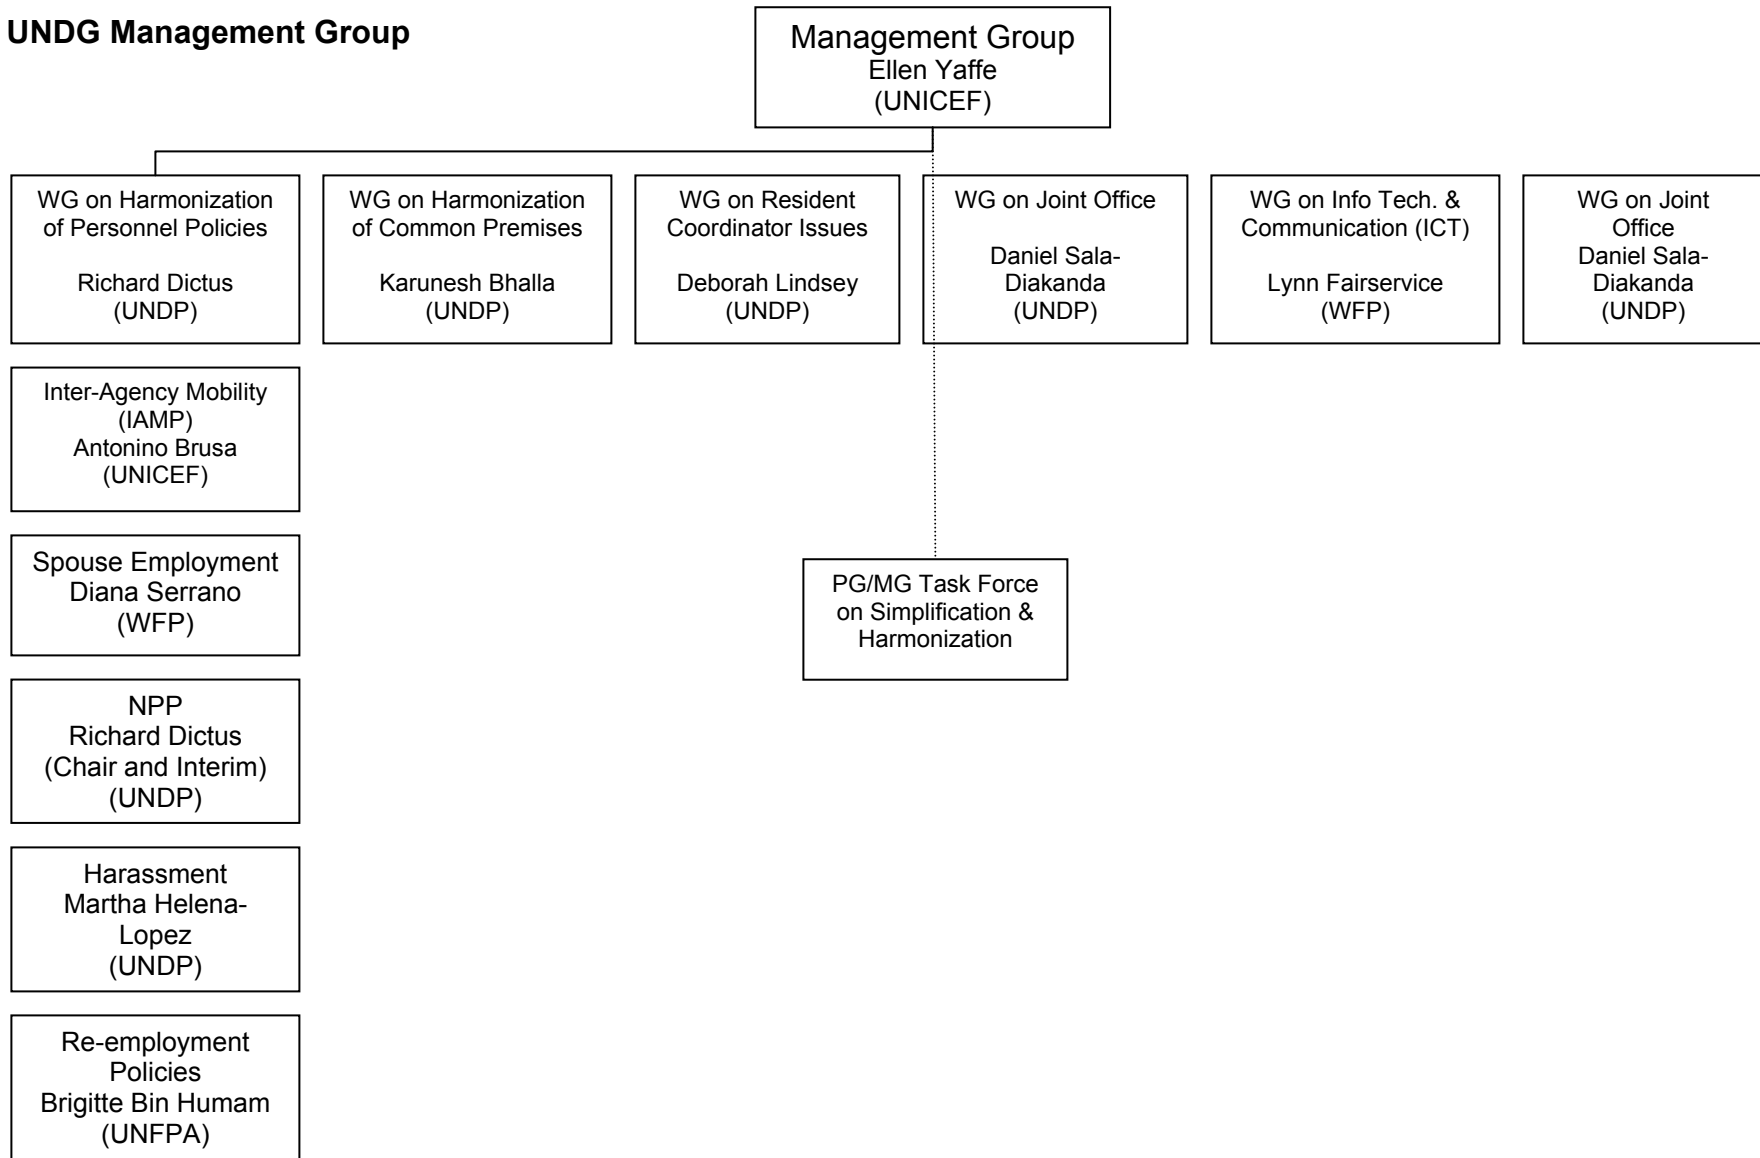 UNDG Management Group
Management Group
Ellen Yaffe
(UNICEF)
WG on Harmonization
of Personnel Policies
Richard Dictus
(UNDP)
WG on Harmonization
of Common Premises
Karunesh Bhalla
(UNDP)
WG on Resident
Coordinator Issues
Deborah Lindsey
(UNDP)
WG on Joint Office
Daniel Sala-
Diakanda
(UNDP)
WG on Info Tech. &
Communication (ICT)
Lynn Fairservice
(WFP)
WG on Joint
Office
Daniel Sala-
Diakanda
(UNDP)
Inter-Agency Mobility
(IAMP)
Antonino Brusa
(UNICEF)
Spouse Employment
Diana Serrano
(WFP)
PG/MG Task Force
on Simplification &
Harmonization
NPP
Richard Dictus
(Chair and Interim)
(UNDP)
Harassment
Martha Helena-
Lopez
(UNDP)
Re-employment
Policies
Brigitte Bin Humam
(UNFPA)